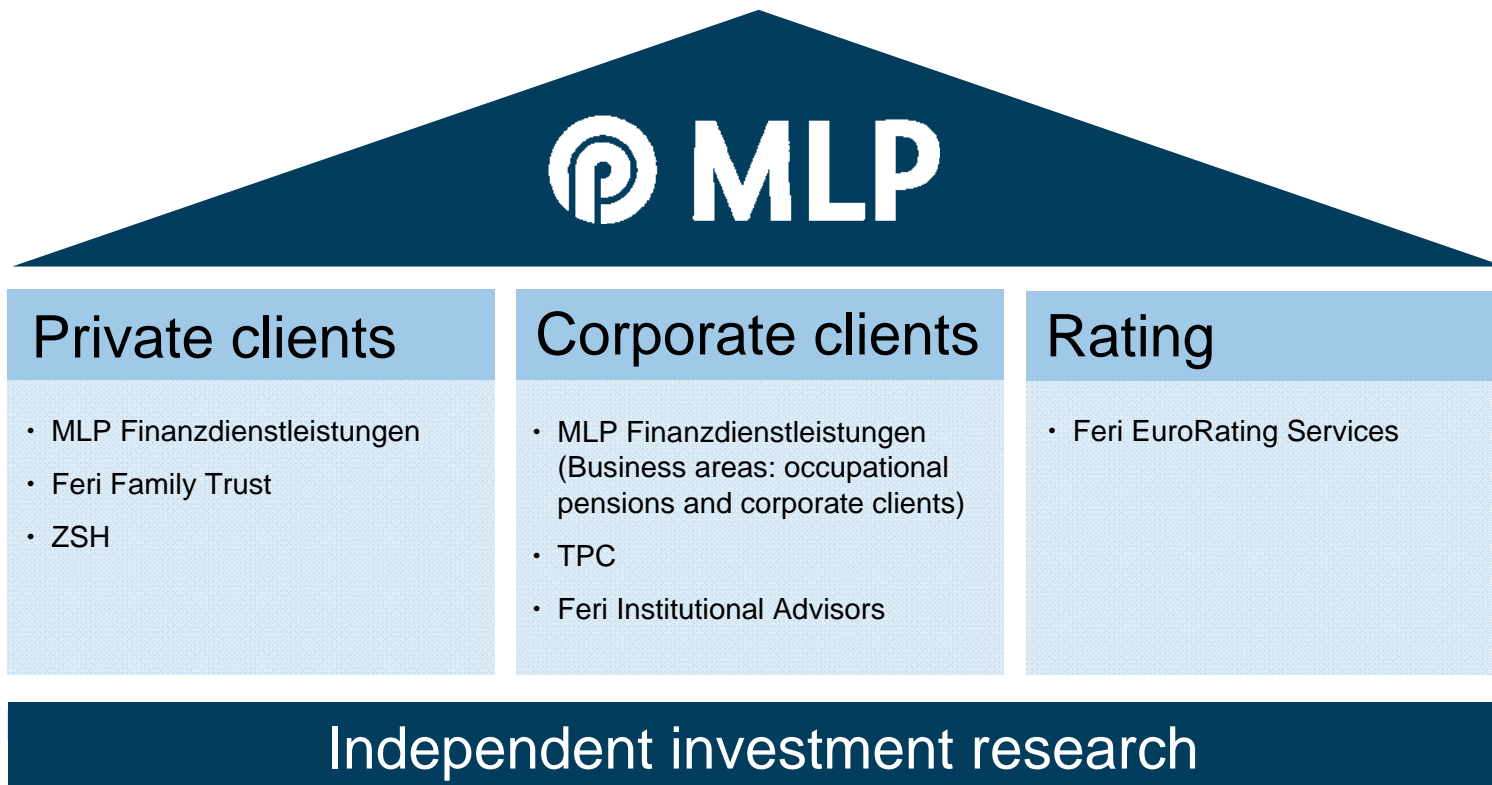 MLP
Private clients
• MLP Finanzdienstleistungen
• Feri Family Trust
• ZSH
Corporate clients
• MLP Finanzdienstleistungen
(Business areas: occupational
pensions and corporate clients)
• TPC
• Feri Institutional Advisors
Rating
• Feri EuroRating Services
Independent investment research